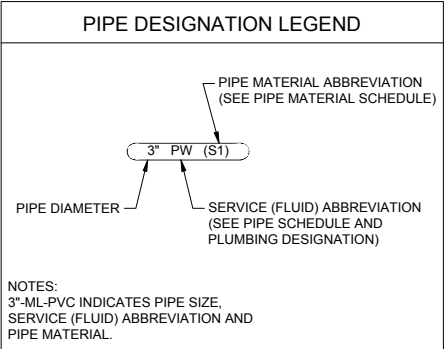 PIPE DESIGNATION LEGEND
PIPE MATERIAL ABBREVIATION
(SEE PIPE MATERIAL SCHEDULE)
3" PW (S1)
PIPE DIAMETER
SERVICE (FLUID) ABBREVIATION
(SEE PIPE SCHEDULE AND
PLUMBING DESIGNATION)
NOTES:
3"-ML-PVC INDICATES PIPE SIZE,
SERVICE (FLUID) ABBREVIATION AND
PIPE MATERIAL.